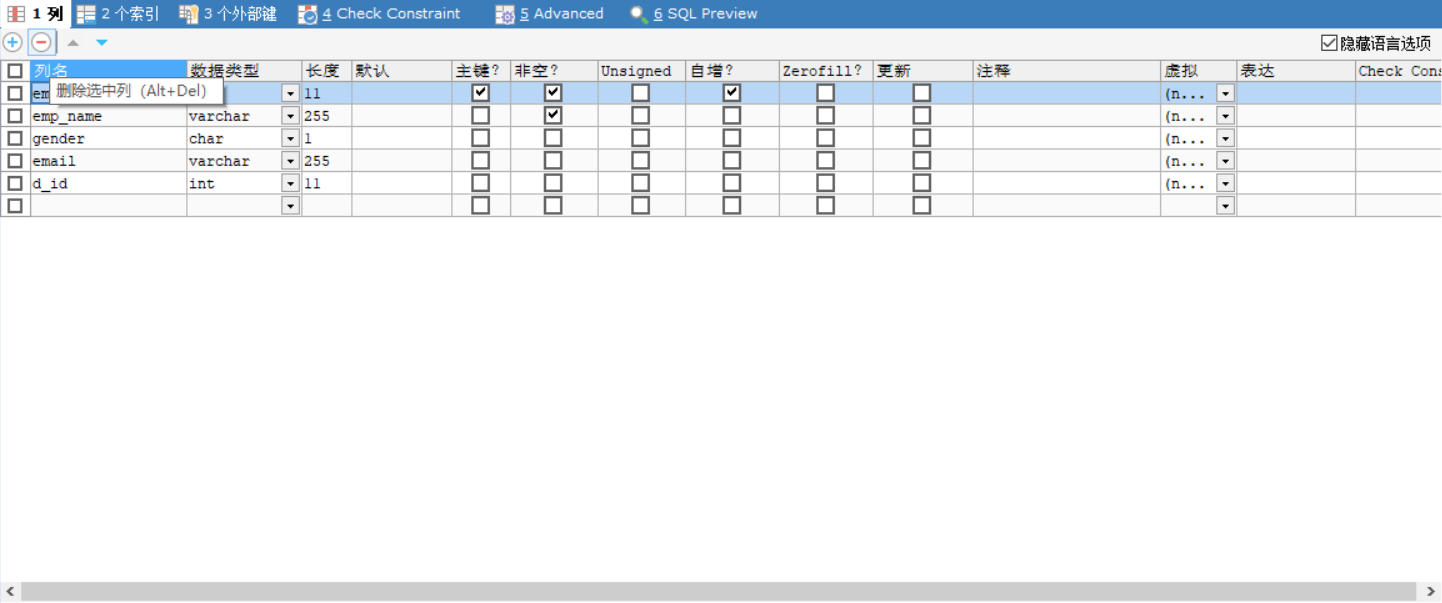 1 列 2 个索引 3 个外部键 4 Check Constraint 5 Advanced 6 SQL Preview
隐藏语言选项
列名 数据类型 长度 默认 主键? 非空? Unsigned 自增? Zerofill? 更新 注释 虚拟 表达 Check Cons
em 11 (n...
删除选中列 (Alt+Del)
emp_name varchar 255 (n...
gender char 1 (n...
email varchar 255 (n...
d_id int 11 (n...